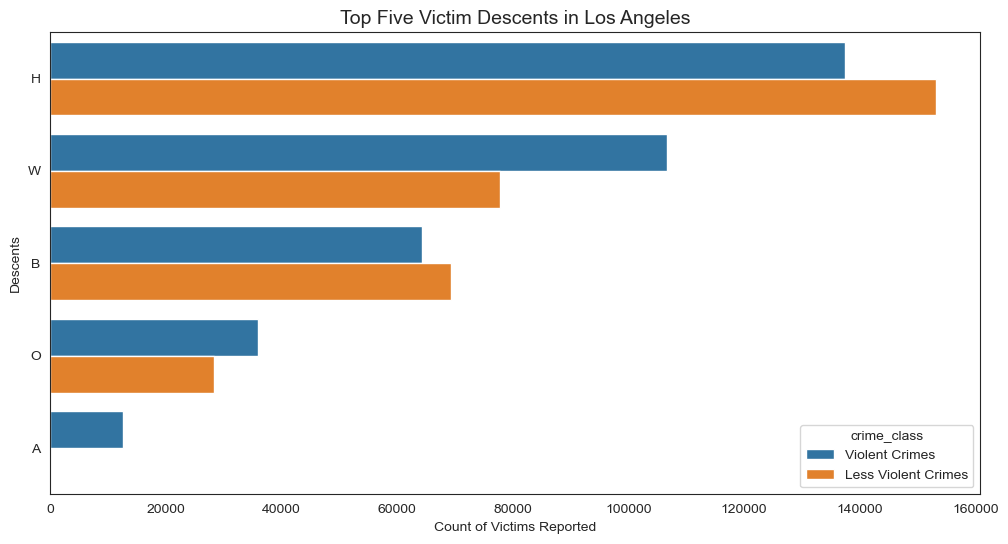 Top Five Victim Descents in Los Angeles
H
W
B
O
A
Descents
crime_class
Violent Crimes
Less Violent Crimes
0 20000 40000 60000 80000 100000 120000 140000 160000
Count of Victims Reported